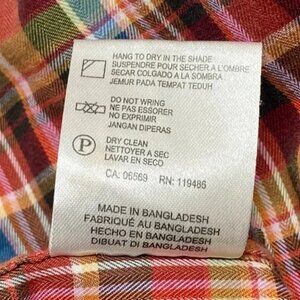 HANG TO DRY IN THE SHADE
SUSPENDRE POUR SECHER A L'OMBRE
SECAR COLGADO A LA SOMBRA
JEMUR PADA TEMPAT TEDUH
DO NOT WRING
NE PAS ESSORER
NO EXPRIMIR
JANGAN DIPERAS
P
DRY CLEAN
NETTOYER A SEC
LAVAR EN SECO
CA: 06569 RN: 119486
MADE IN BANGLADESH
FABRIQUÉ AU BANGLADESH
HECHO EN BANGLADESH
DIBUAT DI BANGLADESH